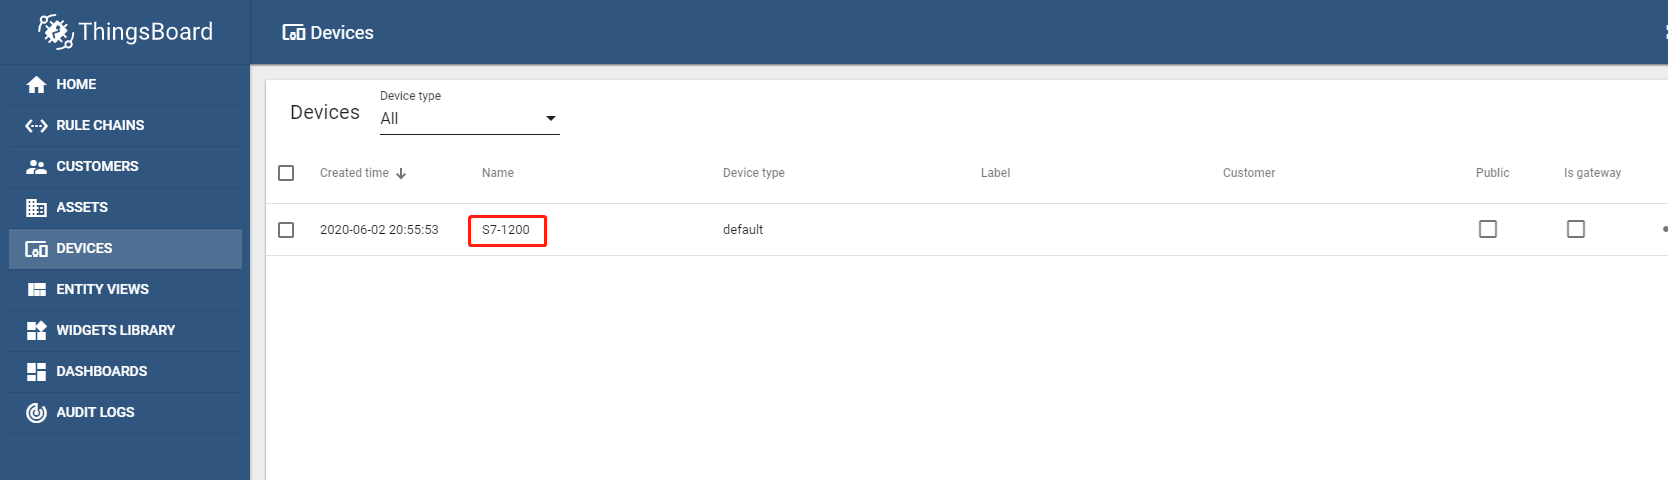 ThingsBoard
Devices
HOME
RULE CHAINS
CUSTOMERS
ASSETS
DEVICES
ENTITY VIEWS
WIDGETS LIBRARY
DASHBOARDS
AUDIT LOGS
Devices
Device type
All
Created time Name Device type Label Customer Public Is gateway
2020-06-02 20:55:53 S7-1200 default